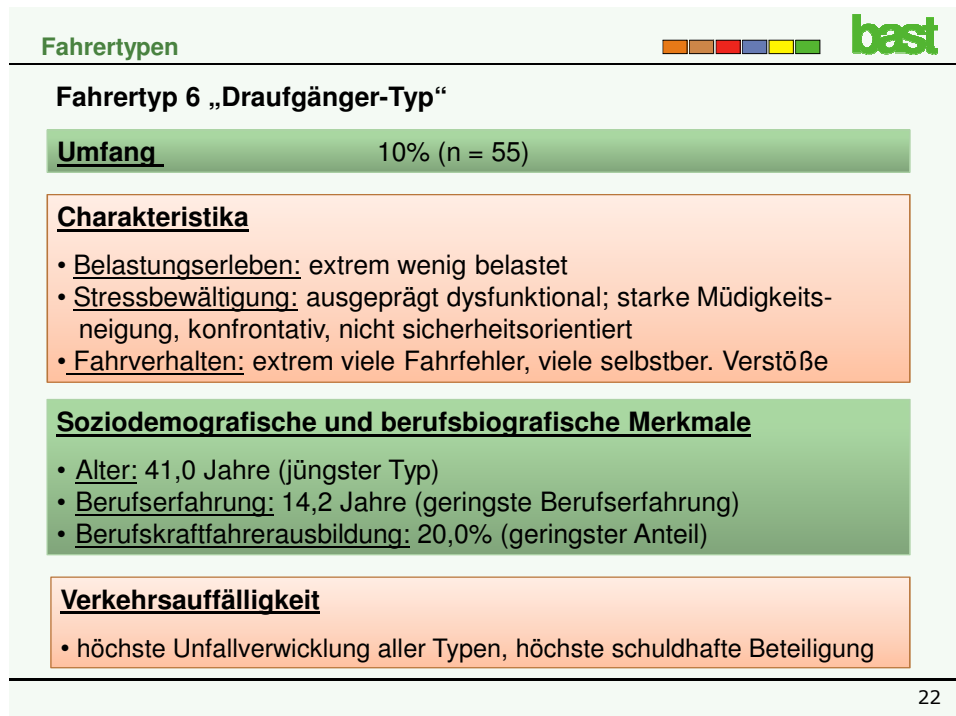 Fahrertypen
bast
Fahrertyp 6 „Draufgänger-Typ“
Umfang 10% (n = 55)
Charakteristika
• Belastungserleben: extrem wenig belastet
• Stressbewältigung: ausgeprägt dysfunktional; starke Müdigkeits-
neigung, konfrontativ, nicht sicherheitsorientiert
• Fahrverhalten: extrem viele Fahrfehler, viele selbstber. Verstöße
Soziodemografische und berufsbiografische Merkmale
• Alter: 41,0 Jahre (jüngster Typ)
• Berufserfahrung: 14,2 Jahre (geringste Berufserfahrung)
• Berufskraftfahrerausbildung: 20,0% (geringster Anteil)
Verkehrsauffälligkeit
• höchste Unfallverwicklung aller Typen, höchste schuldhafte Beteiligung
22